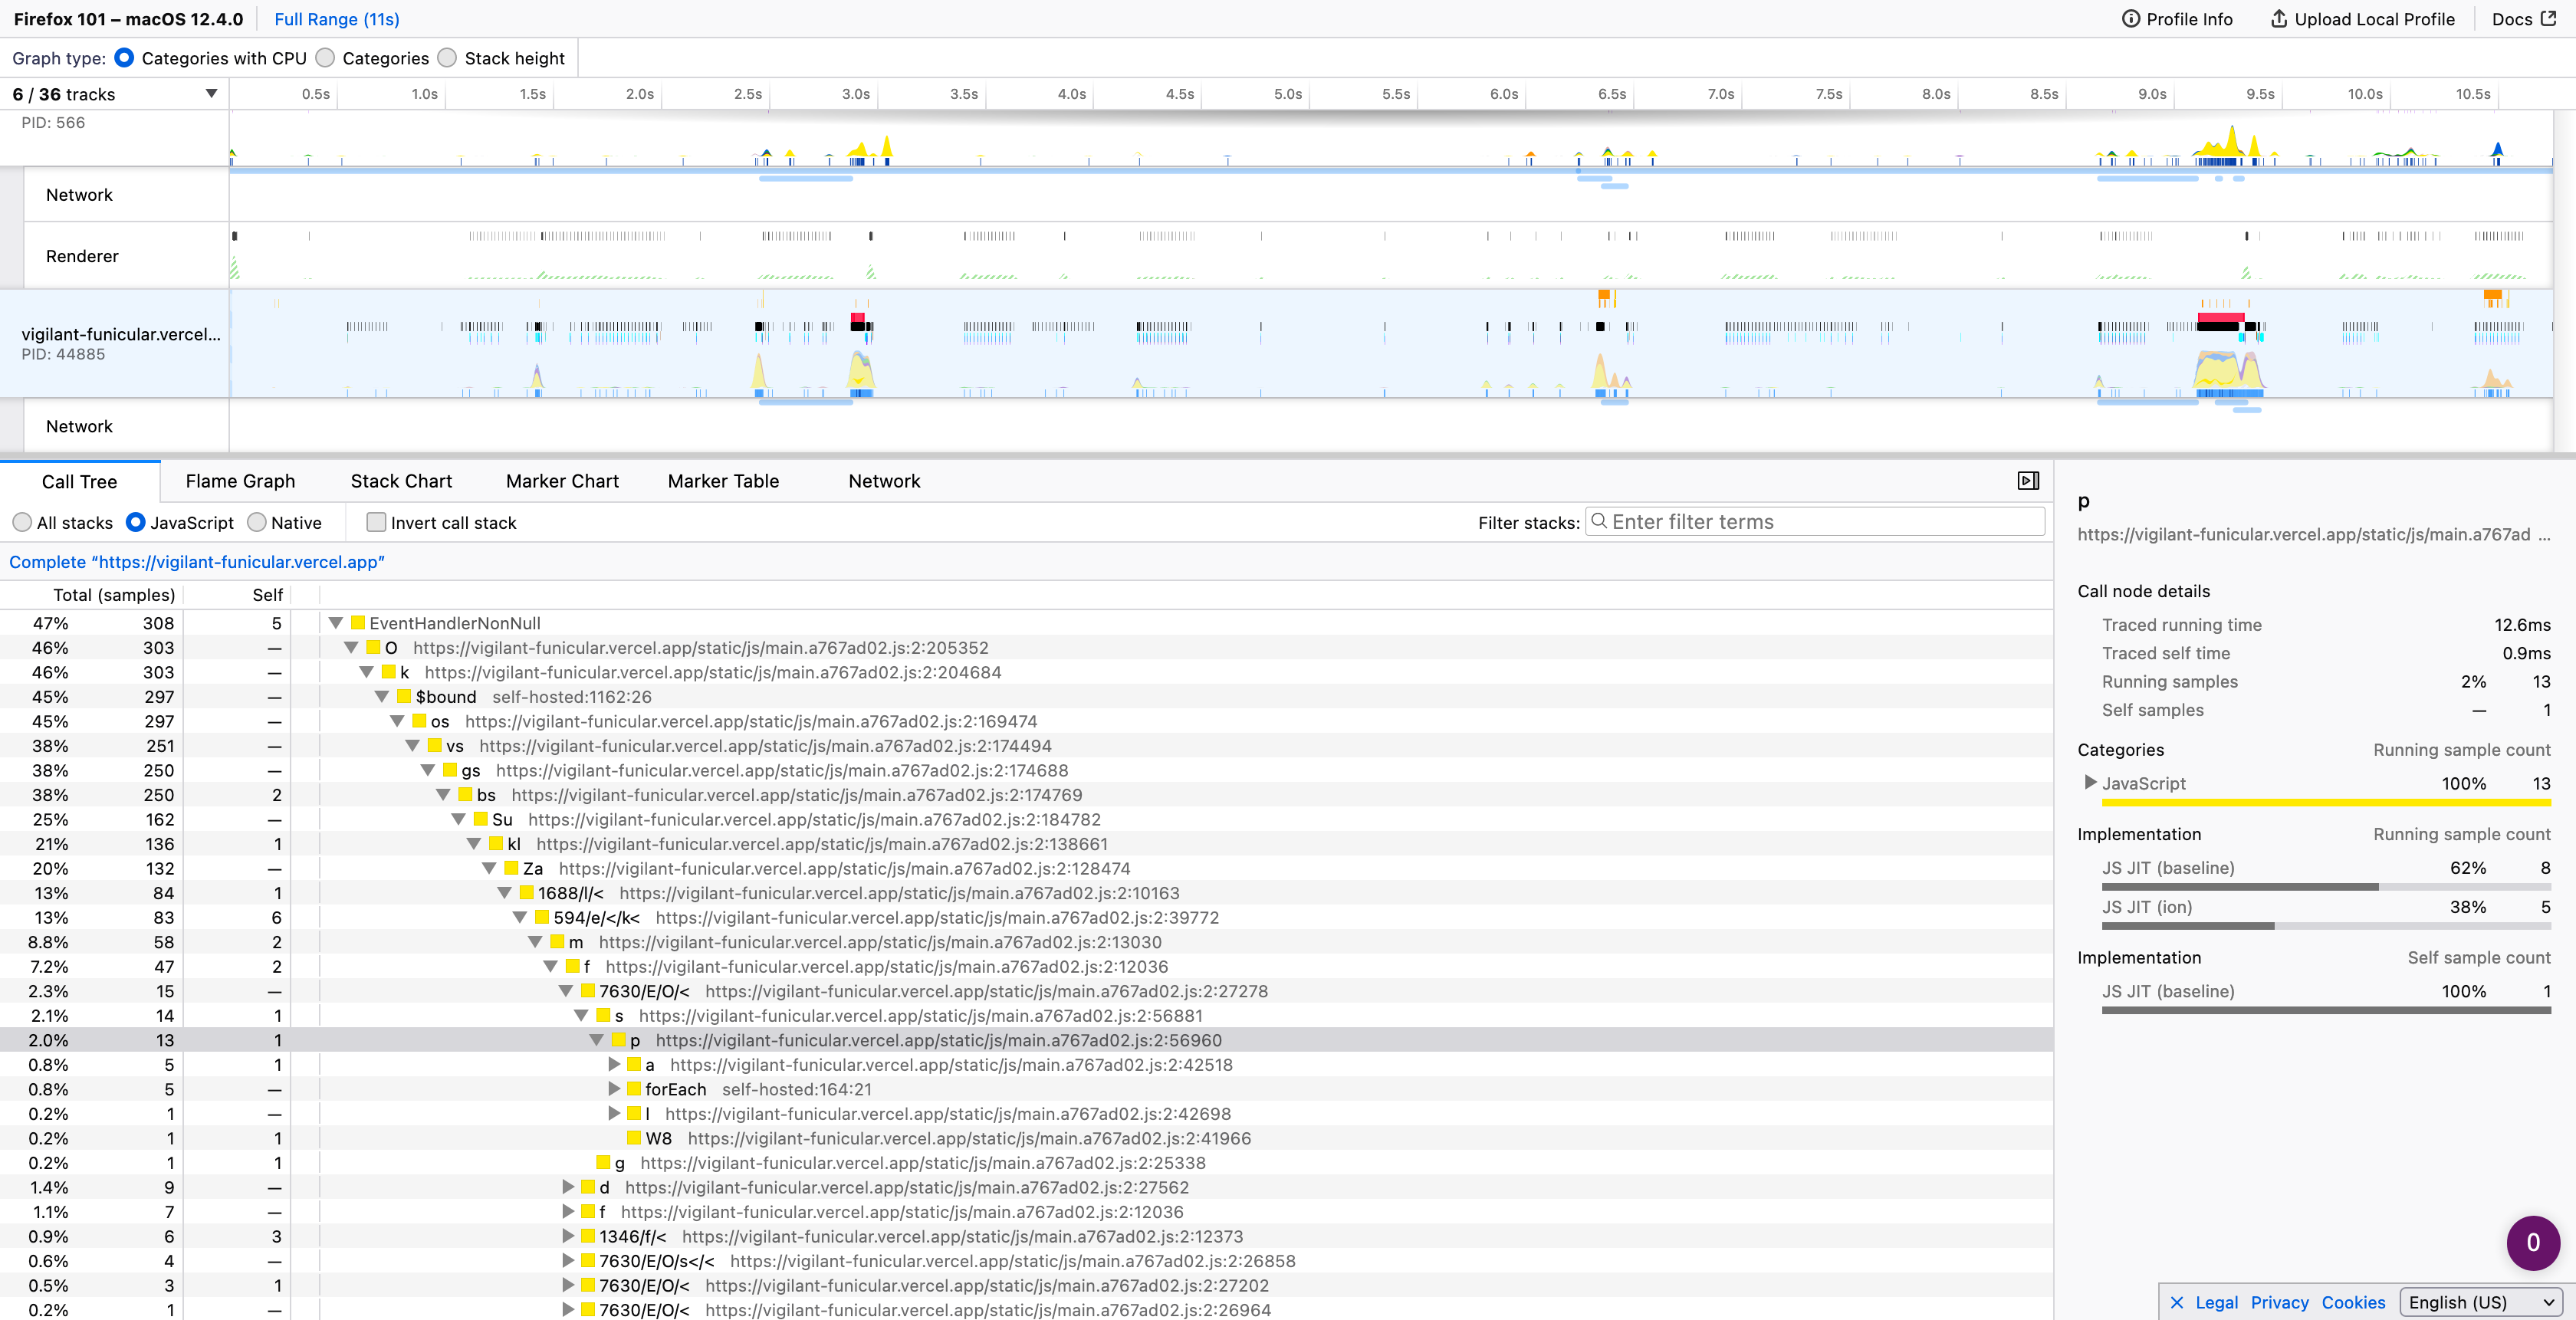 Firefox 101 – macOS 12.4.0 Full Range (11s) Profile Info Upload Local Profile Docs
Graph type: Categories with CPU Categories Stack height
6 / 36 tracks 0.5s 1.0s 1.5s 2.0s 2.5s 3.0s 3.5s 4.0s 4.5s 5.0s 5.5s 6.0s 6.5s 7.0s 7.5s 8.0s 8.5s 9.0s 9.5s 10.0s 10.5s
PID: 566
Network
Renderer
vigilant-funicular.vercel...
PID: 44885
Network
Call Tree Flame Graph Stack Chart Marker Chart Marker Table Network
All stacks JavaScript Native Invert call stack Filter stacks: Enter filter terms
Complete “https://vigilant-funicular.vercel.app”
Total (samples) Self
47% 308 5 EventHandlerNonNull
46% 303 — O https://vigilant-funicular.vercel.app/static/js/main.a767ad02.js:2:205352
46% 303 — k https://vigilant-funicular.vercel.app/static/js/main.a767ad02.js:2:204684
45% 297 — $bound self-hosted:1162:26
45% 297 — os https://vigilant-funicular.vercel.app/static/js/main.a767ad02.js:2:169474
38% 251 — vs https://vigilant-funicular.vercel.app/static/js/main.a767ad02.js:2:174494
38% 250 — gs https://vigilant-funicular.vercel.app/static/js/main.a767ad02.js:2:174688
38% 250 2 bs https://vigilant-funicular.vercel.app/static/js/main.a767ad02.js:2:174769
25% 162 — Su https://vigilant-funicular.vercel.app/static/js/main.a767ad02.js:2:184782
21% 136 1 kl https://vigilant-funicular.vercel.app/static/js/main.a767ad02.js:2:138661
20% 132 — Za https://vigilant-funicular.vercel.app/static/js/main.a767ad02.js:2:128474
13% 84 1 1688/l/< https://vigilant-funicular.vercel.app/static/js/main.a767ad02.js:2:10163
13% 83 6 594/e/</k< https://vigilant-funicular.vercel.app/static/js/main.a767ad02.js:2:39772
8.8% 58 2 m https://vigilant-funicular.vercel.app/static/js/main.a767ad02.js:2:13030
7.2% 47 2 f https://vigilant-funicular.vercel.app/static/js/main.a767ad02.js:2:12036
2.3% 15 — 7630/E/O/< https://vigilant-funicular.vercel.app/static/js/main.a767ad02.js:2:27278
2.1% 14 1 s https://vigilant-funicular.vercel.app/static/js/main.a767ad02.js:2:56881
2.0% 13 1 p https://vigilant-funicular.vercel.app/static/js/main.a767ad02.js:2:56960
0.8% 5 1 a https://vigilant-funicular.vercel.app/static/js/main.a767ad02.js:2:42518
0.8% 5 — forEach self-hosted:164:21
0.2% 1 — l https://vigilant-funicular.vercel.app/static/js/main.a767ad02.js:2:42698
0.2% 1 1 W8 https://vigilant-funicular.vercel.app/static/js/main.a767ad02.js:2:41966
0.2% 1 1 g https://vigilant-funicular.vercel.app/static/js/main.a767ad02.js:2:25338
1.4% 9 — d https://vigilant-funicular.vercel.app/static/js/main.a767ad02.js:2:27562
1.1% 7 — f https://vigilant-funicular.vercel.app/static/js/main.a767ad02.js:2:12036
0.9% 6 3 1346/f/< https://vigilant-funicular.vercel.app/static/js/main.a767ad02.js:2:12373
0.6% 4 — 7630/E/O/s</< https://vigilant-funicular.vercel.app/static/js/main.a767ad02.js:2:26858
0.5% 3 1 7630/E/O/< https://vigilant-funicular.vercel.app/static/js/main.a767ad02.js:2:27202
0.2% 1 — 7630/E/O/< https://vigilant-funicular.vercel.app/static/js/main.a767ad02.js:2:26964
p
https://vigilant-funicular.vercel.app/static/js/main.a767ad ...
Call node details
Traced running time 12.6ms
Traced self time 0.9ms
Running samples 2% 13
Self samples — 1
Categories Running sample count
JavaScript 100% 13
Implementation Running sample count
JS JIT (baseline) 62% 8
JS JIT (ion) 38% 5
Implementation Self sample count
JS JIT (baseline) 100% 1
0
Legal Privacy Cookies English (US)